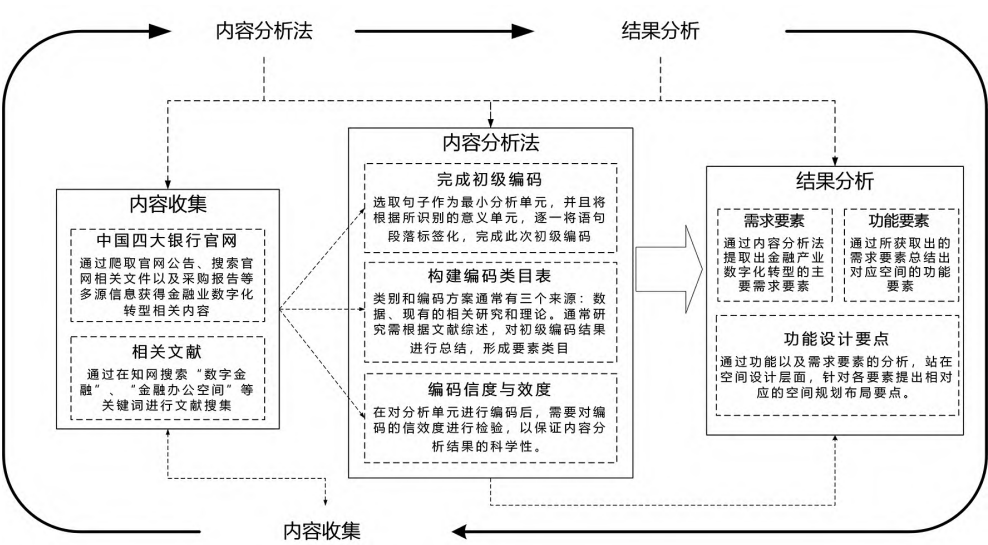 内容分析法
结果分析
内容收集
中国四大银行官网
通过爬取官网公告、搜索官
网相关文件以及采购报告等
多源信息获得金融业数字化
转型相关内容
相关文献
通过在知网搜索“数字金
融”、“金融办公空间”等
关键词进行文献搜集
内容分析法
完成初级编码
选取句子作为最小分析单元，并且将
根据所识别的意义单元，逐一将语句
段落标签化，完成此次初级编码
构建编码类目表
类别和编码方案通常有三个来源：数
据、现有的相关研究和理论。通常研
究需根据文献综述，对初级编码结果
进行总结，形成要素类目
编码信度与效度
在对分析单元进行编码后，需要对编
码的信效度进行检验，以保证内容分
析结果的科学性。
结果分析
需求要素
通过内容分析法
提取出金融产业
数字化转型的主
要需求要素
功能要素
通过所获取出的
需求要素总结出
对应空间的功能
要素
功能设计要点
通过功能以及需求要素的分析，站在
空间设计层面，针对各要素提出相对
应的空间规划布局要点。
内容收集